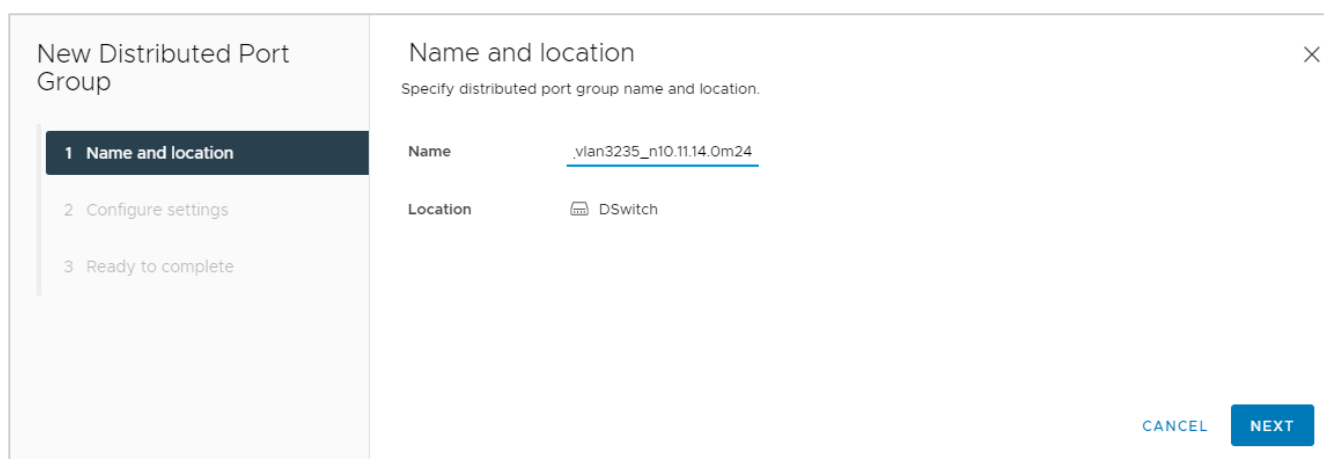 New Distributed Port
Group
1 Name and location
2 Configure settings
3 Ready to complete
Name and location
Specify distributed port group name and location.
Name _vlan3235_n10.11.14.0m24
Location DSwitch
CANCEL NEXT